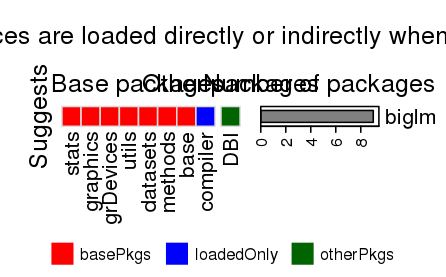 ces are loaded directly or indirectly when
Base packages
Other packages
Number of packages
Suggests
biglm
stats
graphics
grDevices
utils
datasets
methods
base
compiler
DBI
0 2 4 6 8
basePkgs loadedOnly otherPkgs